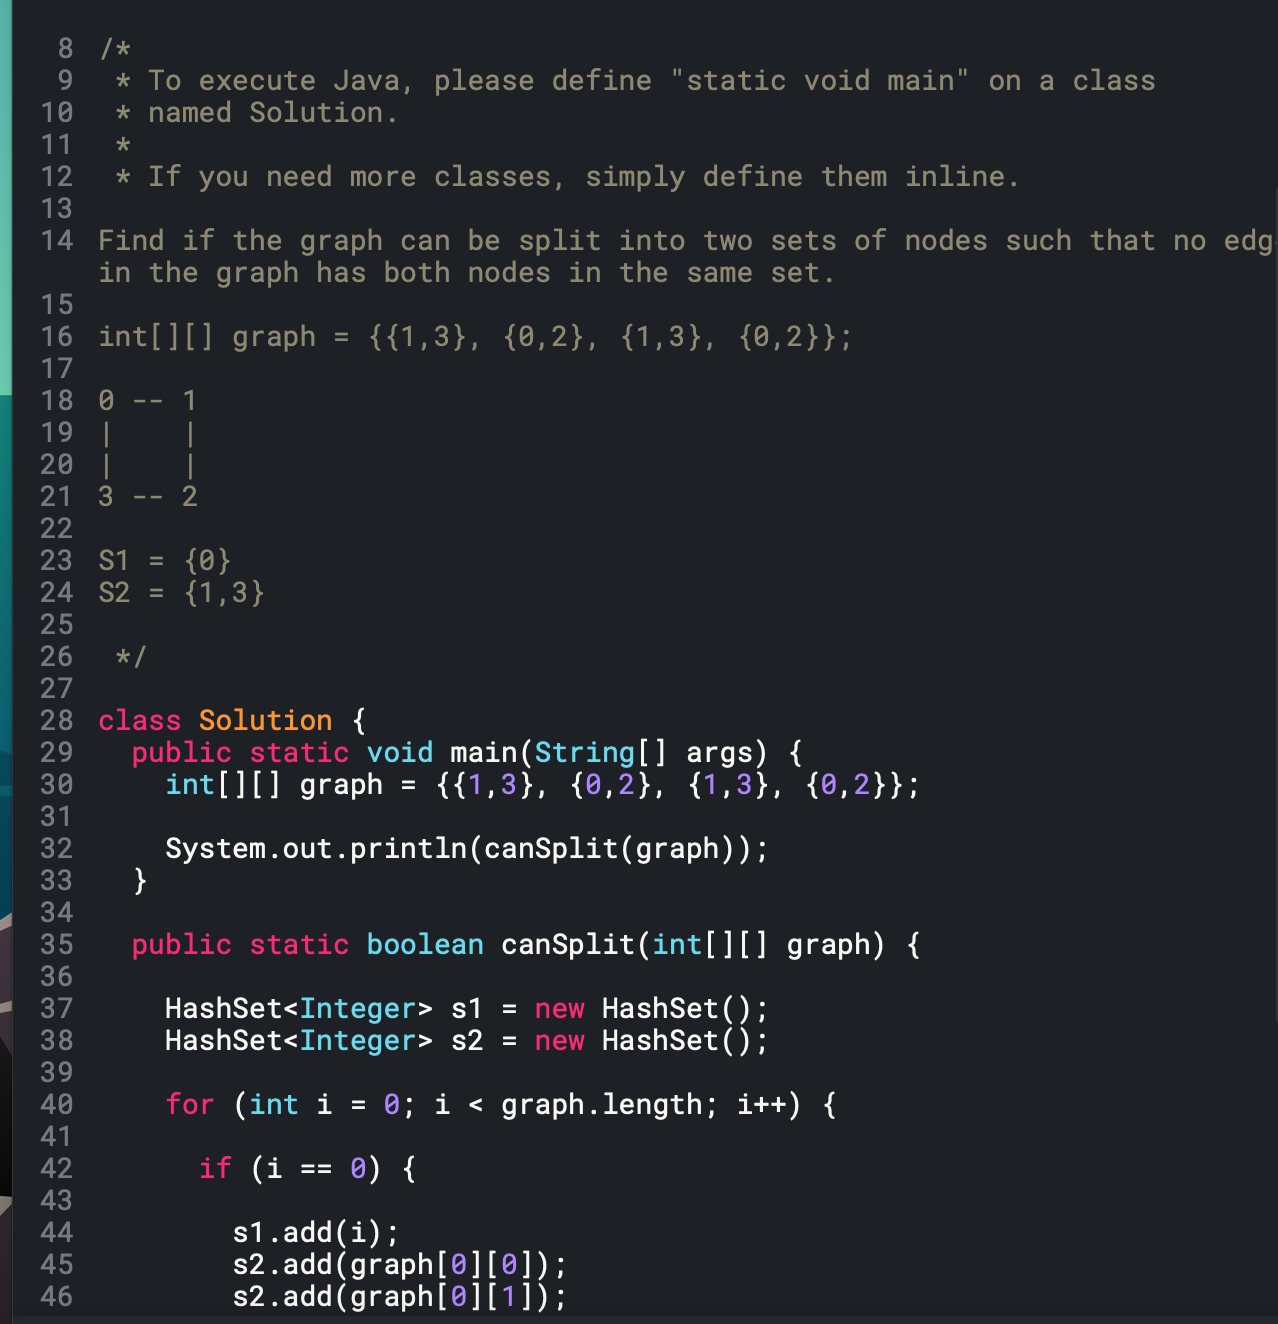 8 /*
9  * To execute Java, please define "static void main" on a class
10  * named Solution.
11  *
12  * If you need more classes, simply define them inline.
13
14 Find if the graph can be split into two sets of nodes such that no edg
in the graph has both nodes in the same set.
15
16 int[][] graph = {{1,3}, {0,2}, {1,3}, {0,2}};
17
18 0 -- 1
19 |    |
20 |    |
21 3 -- 2
22
23 S1 = {0}
24 S2 = {1,3}
25
26  */
27
28 class Solution {
29   public static void main(String[] args) {
30     int[][] graph = {{1,3}, {0,2}, {1,3}, {0,2}};
31
32     System.out.println(canSplit(graph));
33   }
34
35   public static boolean canSplit(int[][] graph) {
36
37     HashSet<Integer> s1 = new HashSet();
38     HashSet<Integer> s2 = new HashSet();
39
40     for (int i = 0; i < graph.length; i++) {
41
42       if (i == 0) {
43
44         s1.add(i);
45         s2.add(graph[0][0]);
46         s2.add(graph[0][1]);